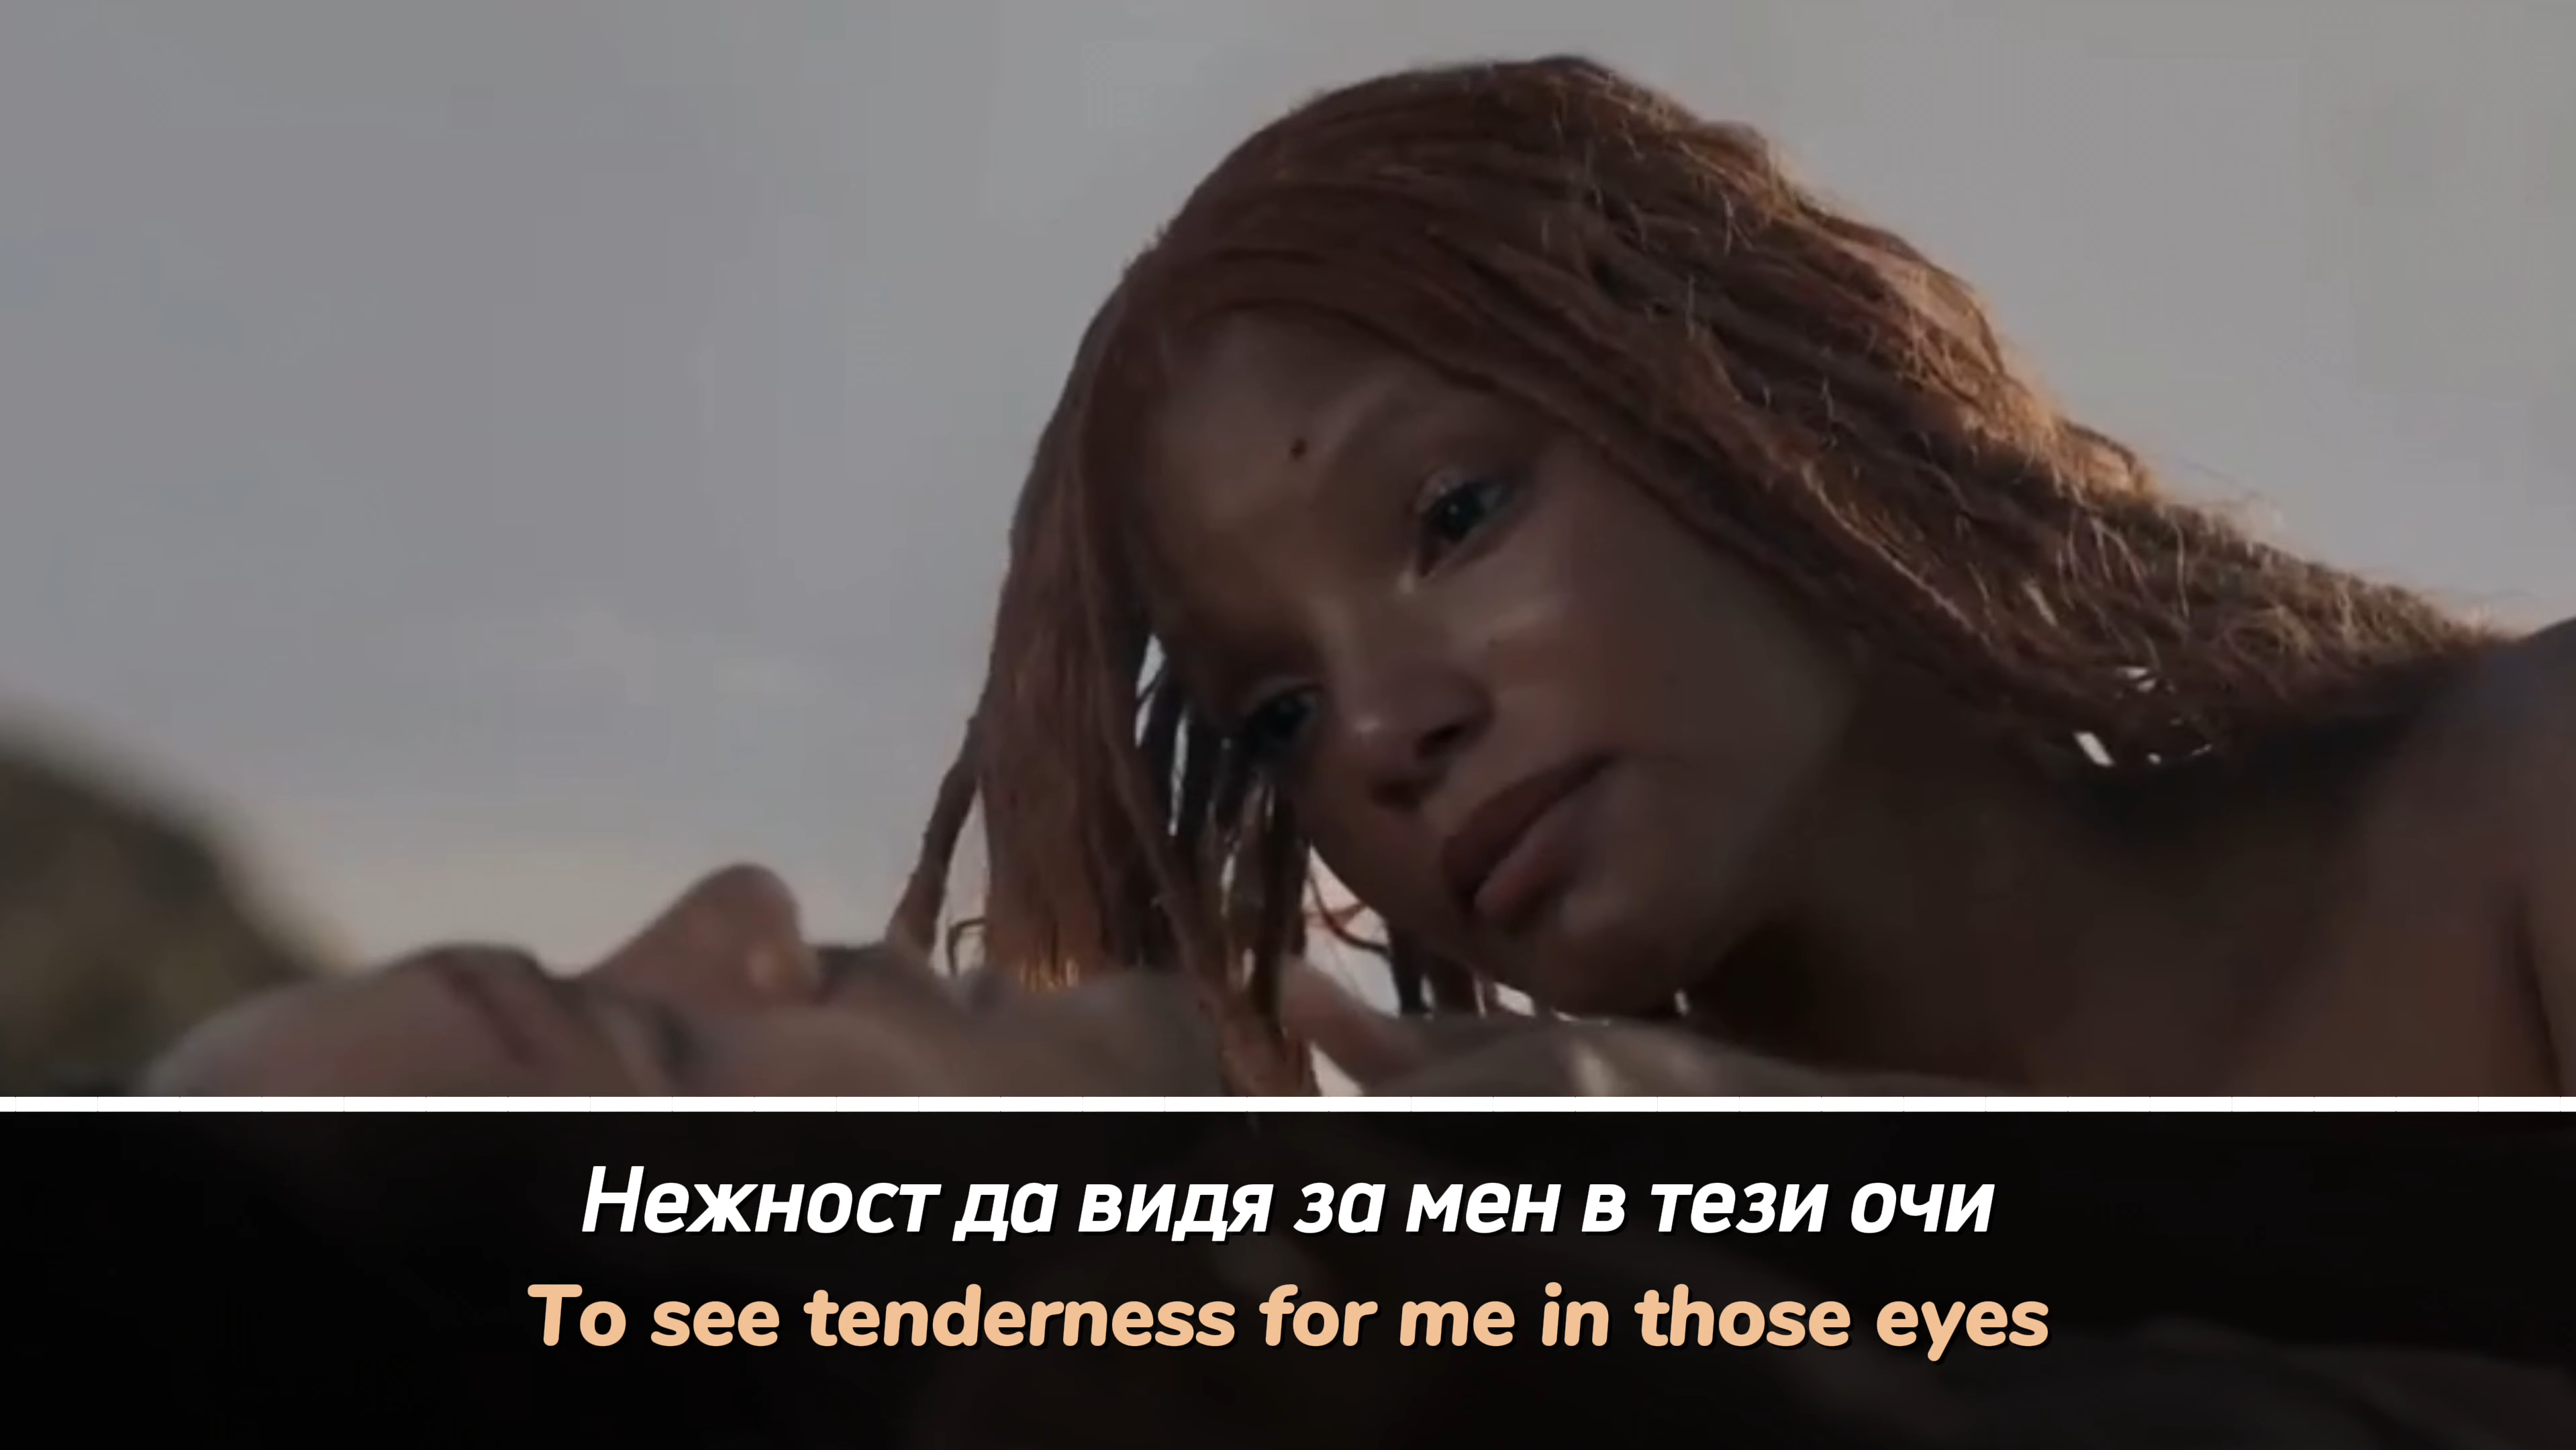 Нежност да видя за мен в тези очи
To see tenderness for me in those eyes